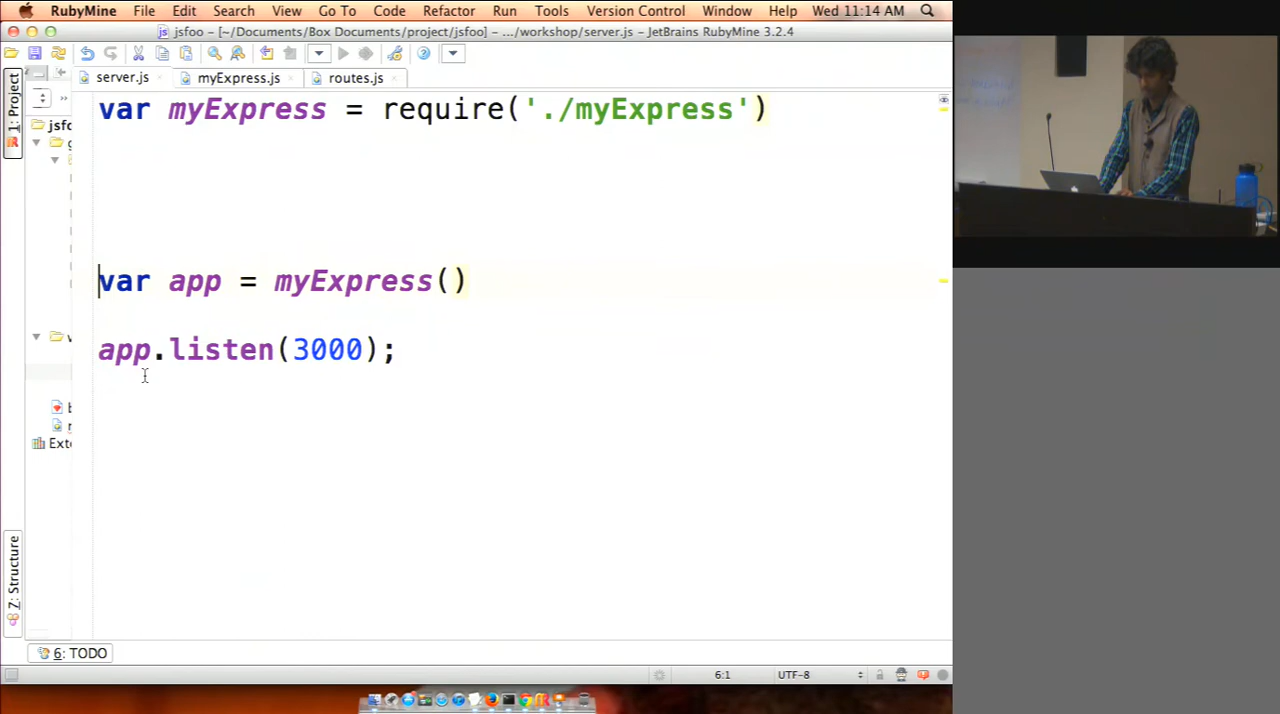 RubyMine File Edit Search View Go To Code Refactor Run Tools Version Control Window Help Wed 11:14 AM
jsfoo - [~/Documents/Box Documents/project/jsfoo] - .../workshop/server.js - JetBrains RubyMine 3.2.4
server.js myExpress.js routes.js
1: Project
jsfc
g
v
b
Exte
7: Structure
var myExpress = require('./myExpress')
var app = myExpress()
app.listen(3000);
6: TODO
6:1 UTF-8